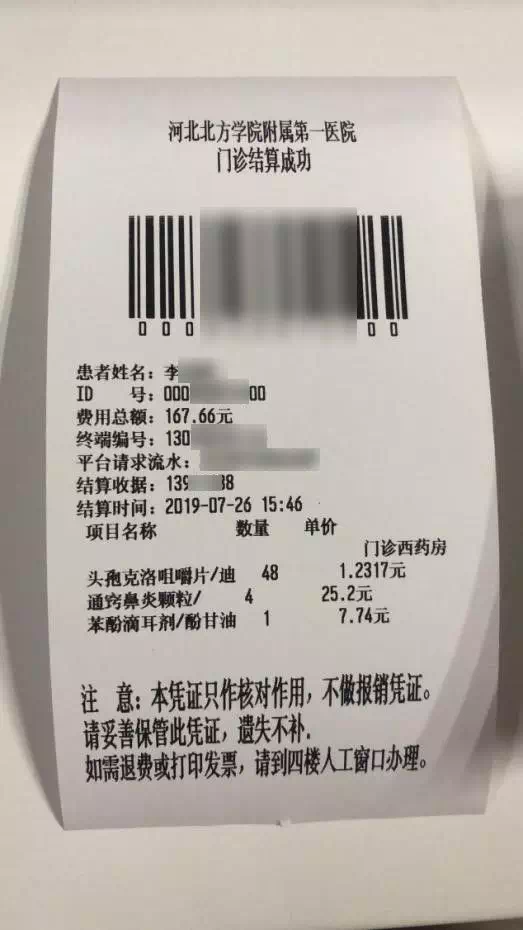 河北北方学院附属第一医院
门诊结算成功
000 00
患者姓名：李
ID 号：000 00
费用总额：167.66元
终端编号：130
平台请求流水：
结算收据：139 88
结算时间：2019-07-26 15:46
项目名称 数量 单价
门诊西药房
头孢克洛咀嚼片/迪 48 1.2317元
通窍鼻炎颗粒/ 4 25.2元
苯酚滴耳剂/酚甘油 1 7.74元
注 意：本凭证只作核对作用，不做报销凭证。
请妥善保管此凭证，遗失不补.
如需退费或打印发票，请到四楼人工窗口办理。